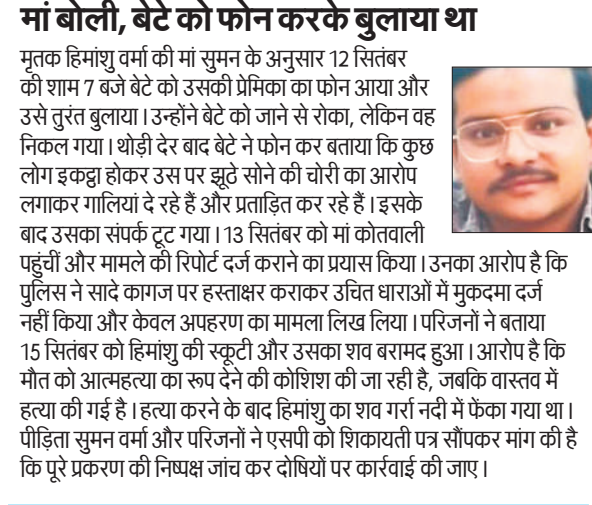 मां बोली, बेटे को फोन करके बुलाया था
मृतक हिमांशु वर्मा की मां सुमन के अनुसार 12 सितंबर
की शाम 7 बजे बेटे को उसकी प्रेमिका का फोन आया और
उसे तुरंत बुलाया। उन्होंने बेटे को जाने से रोका, लेकिन वह
निकल गया। थोड़ी देर बाद बेटे ने फोन कर बताया कि कुछ
लोग इकट्ठा होकर उस पर झूठे सोने की चोरी का आरोप
लगाकर गालियां दे रहे हैं और प्रताड़ित कर रहे हैं। इसके
बाद उसका संपर्क टूट गया। 13 सितंबर को मां कोतवाली
पहुंचीं और मामले की रिपोर्ट दर्ज कराने का प्रयास किया। उनका आरोप है कि
पुलिस ने सादे कागज पर हस्ताक्षर कराकर उचित धाराओं में मुकदमा दर्ज
नहीं किया और केवल अपहरण का मामला लिख लिया। परिजनों ने बताया
15 सितंबर को हिमांशु की स्कूटी और उसका शव बरामद हुआ। आरोप है कि
मौत को आत्महत्या का रूप देने की कोशिश की जा रही है, जबकि वास्तव में
हत्या की गई है। हत्या करने के बाद हिमांशु का शव गर्रा नदी में फेंका गया था।
पीड़िता सुमन वर्मा और परिजनों ने एसपी को शिकायती पत्र सौंपकर मांग की है
कि पूरे प्रकरण की निष्पक्ष जांच कर दोषियों पर कार्रवाई की जाए।